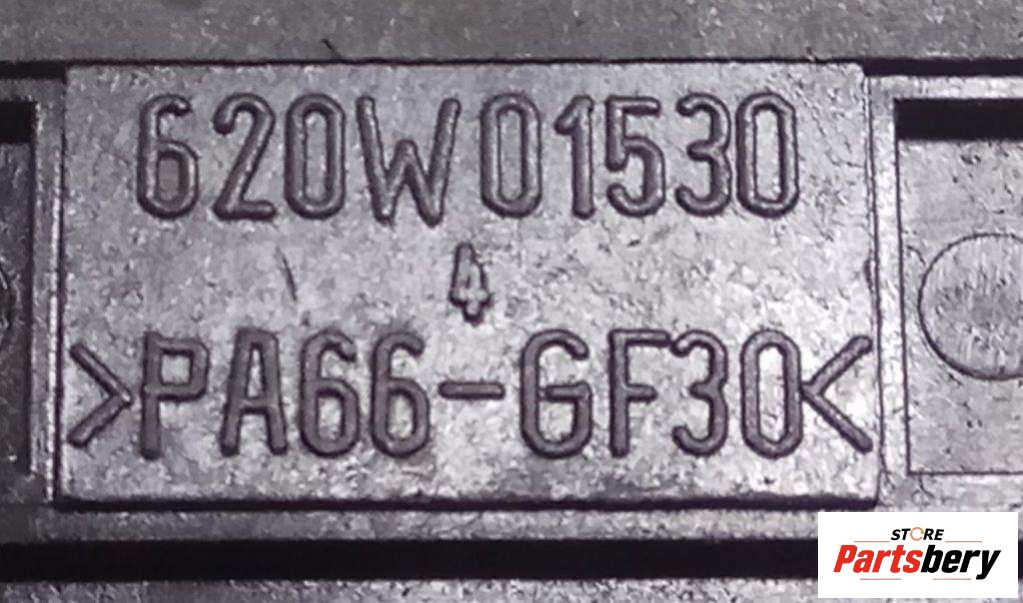 620W01530
4
>PA66-GF30<
STORE
Partsbery